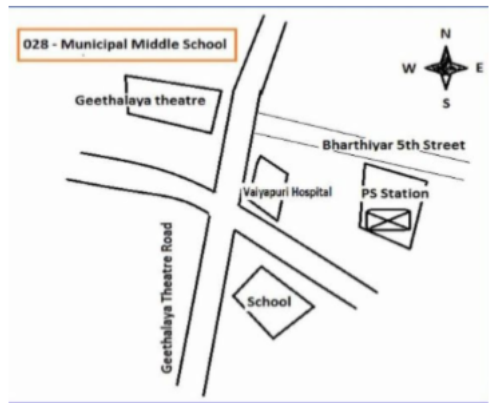 028 - Municipal Middle School
N
W
E
S
Geethalaya theatre
Bharthiyar 5th Street
Vaiyapuri Hospital
PS Station
Geethalaya Theatre Road
School